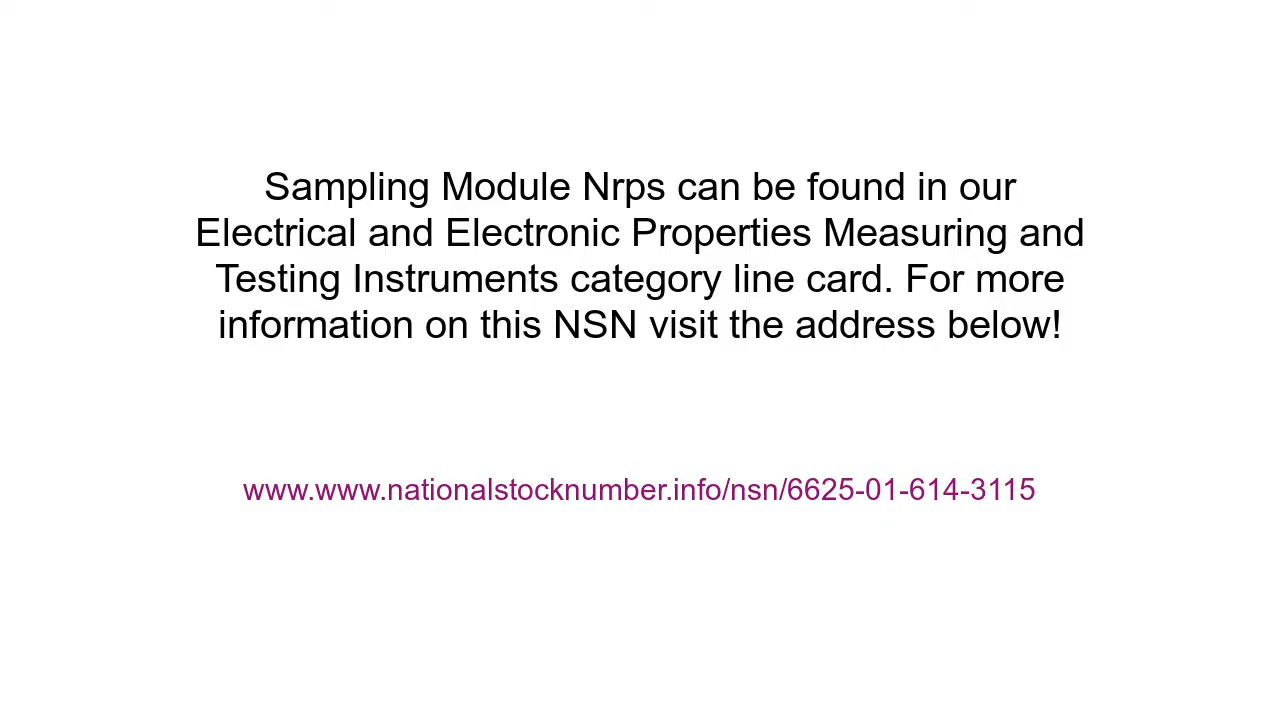 Sampling Module Nrps can be found in our
Electrical and Electronic Properties Measuring and
Testing Instruments category line card. For more
information on this NSN visit the address below!
www.www.nationalstocknumber.info/nsn/6625-01-614-3115